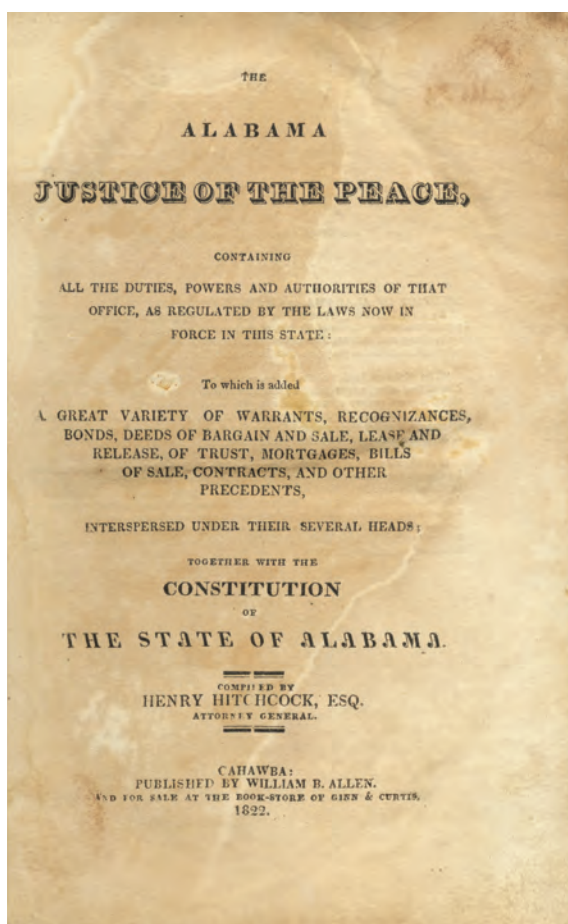 THE
ALABAMA
JUSTICE OF THE PEACE,
CONTAINING
ALL THE DUTIES, POWERS AND AUTHORITIES OF THAT
OFFICE, AS REGULATED BY THE LAWS NOW IN
FORCE IN THIS STATE:
To which is added
A GREAT VARIETY OF WARRANTS, RECOGNIZANCES,
BONDS, DEEDS OF BARGAIN AND SALE, LEASE AND
RELEASE, OF TRUST, MORTGAGES, BILLS
OF SALE, CONTRACTS, AND OTHER
PRECEDENTS,
INTERSPERSED UNDER THEIR SEVERAL HEADS;
TOGETHER WITH THE
CONSTITUTION
OF
THE STATE OF ALABAMA.
COMPILED BY
HENRY HITCHCOCK, ESQ.
ATTORNEY GENERAL.
CAHAWBA:
PUBLISHED BY WILLIAM B. ALLEN.
AND FOR SALE AT THE BOOK-STORE OF GINN & CURTIS.
1822.